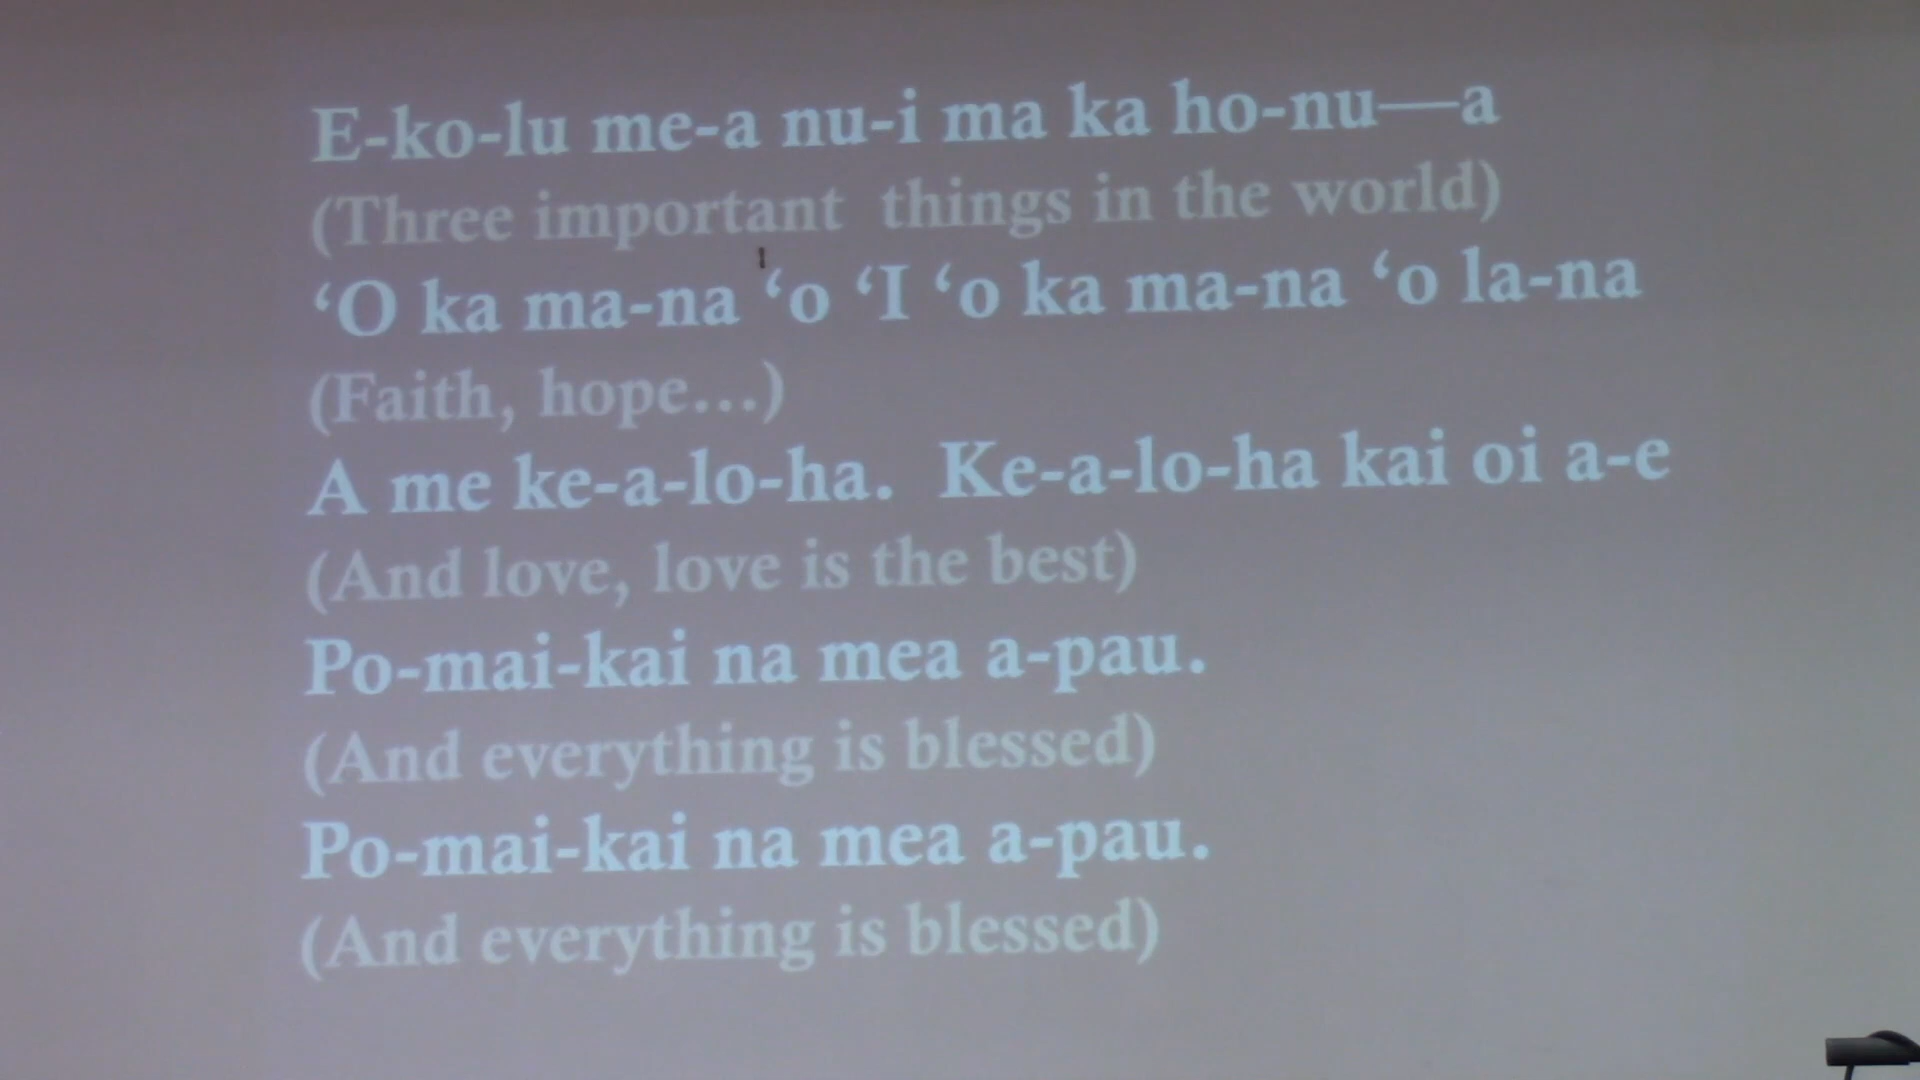 E-ko-lu me-a nu-i ma ka ho-nu—a
(Three important  things in the world)
‘O ka ma-na ‘o ‘I ‘o ka ma-na ‘o la-na
(Faith, hope...)
A me ke-a-lo-ha.  Ke-a-lo-ha kai oi a-e
(And love, love is the best)
Po-mai-kai na mea a-pau.
(And everything is blessed)
Po-mai-kai na mea a-pau.
(And everything is blessed)